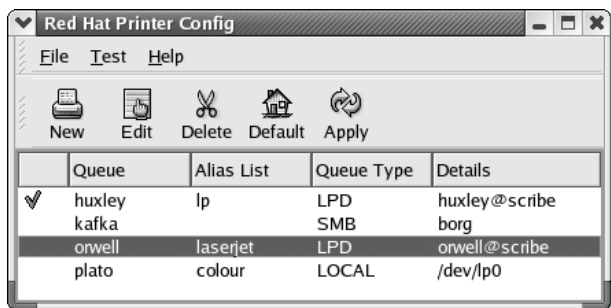 Red Hat Printer Config
File Test Help
New Edit Delete Default Apply
Queue Alias List Queue Type Details
huxley lp LPD huxley@scribe
kafka SMB borg
orwell laserjet LPD orwell@scribe
plato colour LOCAL /dev/lp0